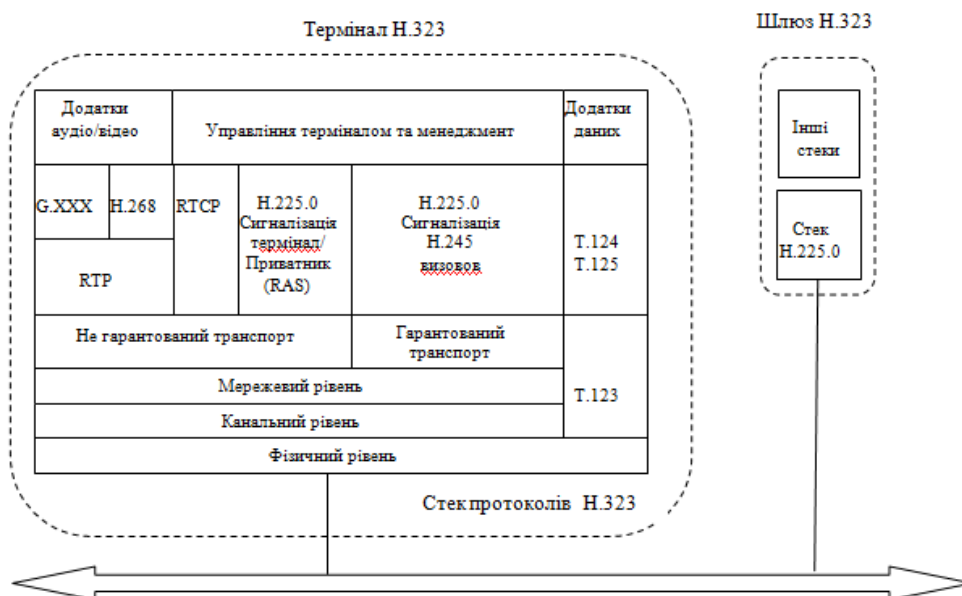 Термінал Н.323
Шлюз Н.323
Додатки
аудіо/відео
Управління терміналом та менеджмент
Додатки
даних
G.XXX
H.268
RTCP
Н.225.0
Сигналізація
термінал/
Приватник
(RAS)
Н.225.0
Сигналізація
Н.245
визовов
Т.124
Т.125
RTP
Не гарантований транспорт
Гарантований
транспорт
Мережевий рівень
Канальний рівень
Т.123
Фізичний рівень
Стек протоколів Н.323
Інші
стеки
Стек
Н.225.0